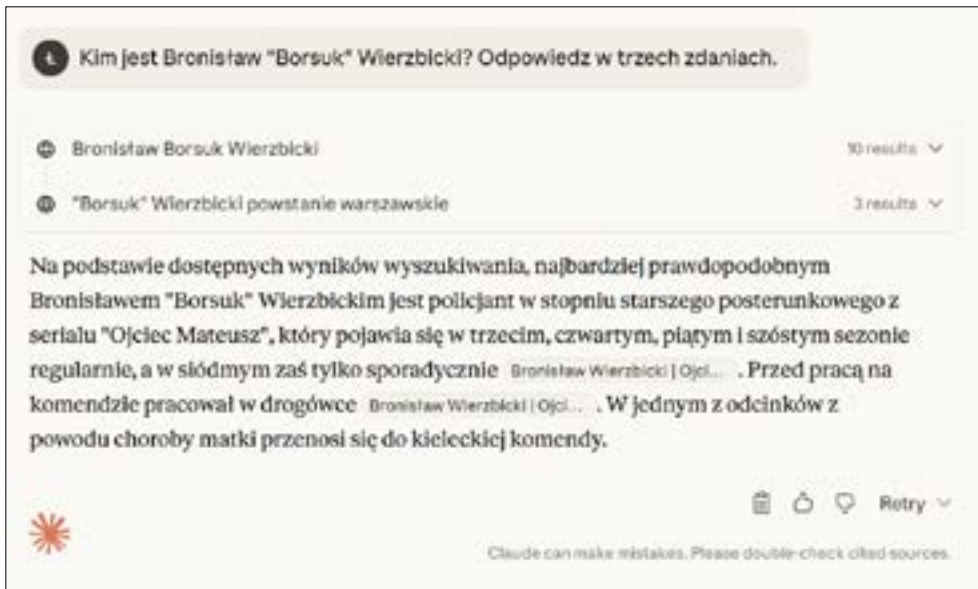 Ł
Kim jest Bronisław "Borsuk" Wierzbicki? Odpowiedz w trzech zdaniach.
Bronisław Borsuk Wierzbicki 10 results
"Borsuk" Wierzbicki powstanie warszawskie 3 results
Na podstawie dostępnych wyników wyszukiwania, najbardziej prawdopodobnym
Bronisławem "Borsuk" Wierzbickim jest policjant w stopniu starszego posterunkowego z
serialu "Ojciec Mateusz", który pojawia się w trzecim, czwartym, piątym i szóstym sezonie
regularnie, a w siódmym zaś tylko sporadycznie Bronisław Wierzbicki | Ojci... . Przed pracą na
komendzie pracował w drogówce Bronisław Wierzbicki | Ojci... . W jednym z odcinków z
powodu choroby matki przenosi się do kieleckiej komendy.
Retry
Claude can make mistakes. Please double-check cited sources.